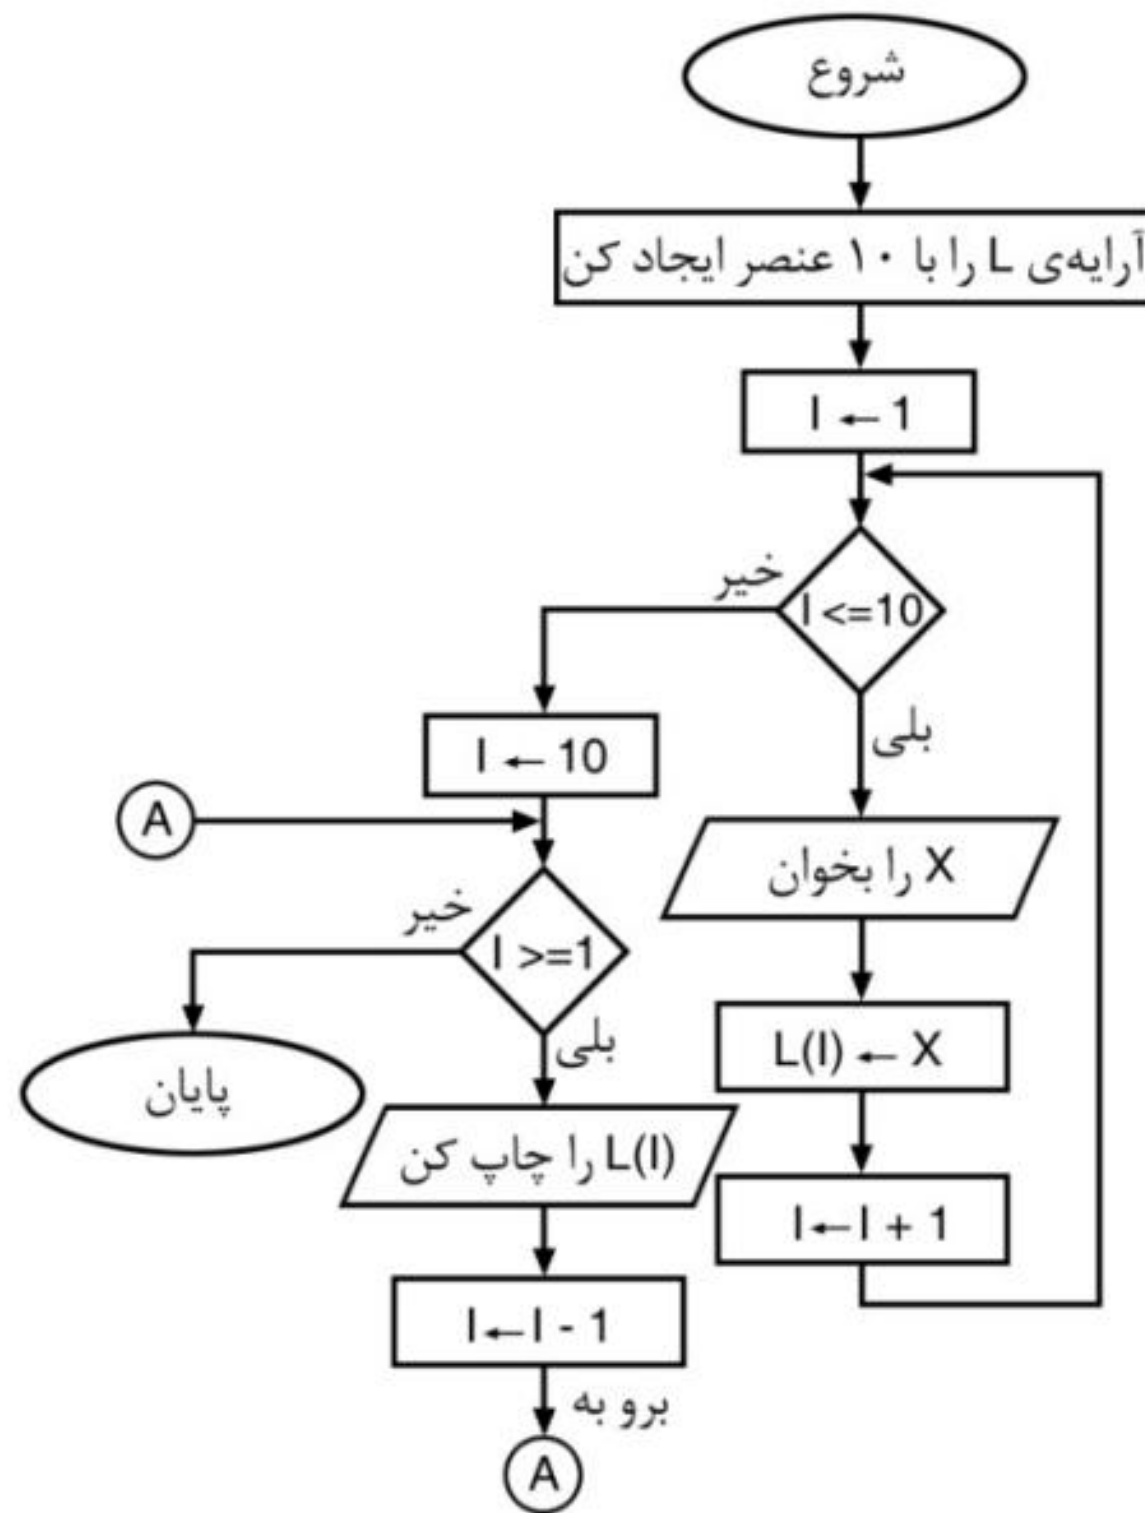 شروع
آرایه‌ی L را با ۱۰ عنصر ایجاد کن
I ← 1
I <=10
خیر
بلی
X را بخوان
L(I) ← X
I←I + 1
I ← 10
A
I >=1
خیر
پایان
بلی
L(I) را چاپ کن
I←I - 1
برو به
A